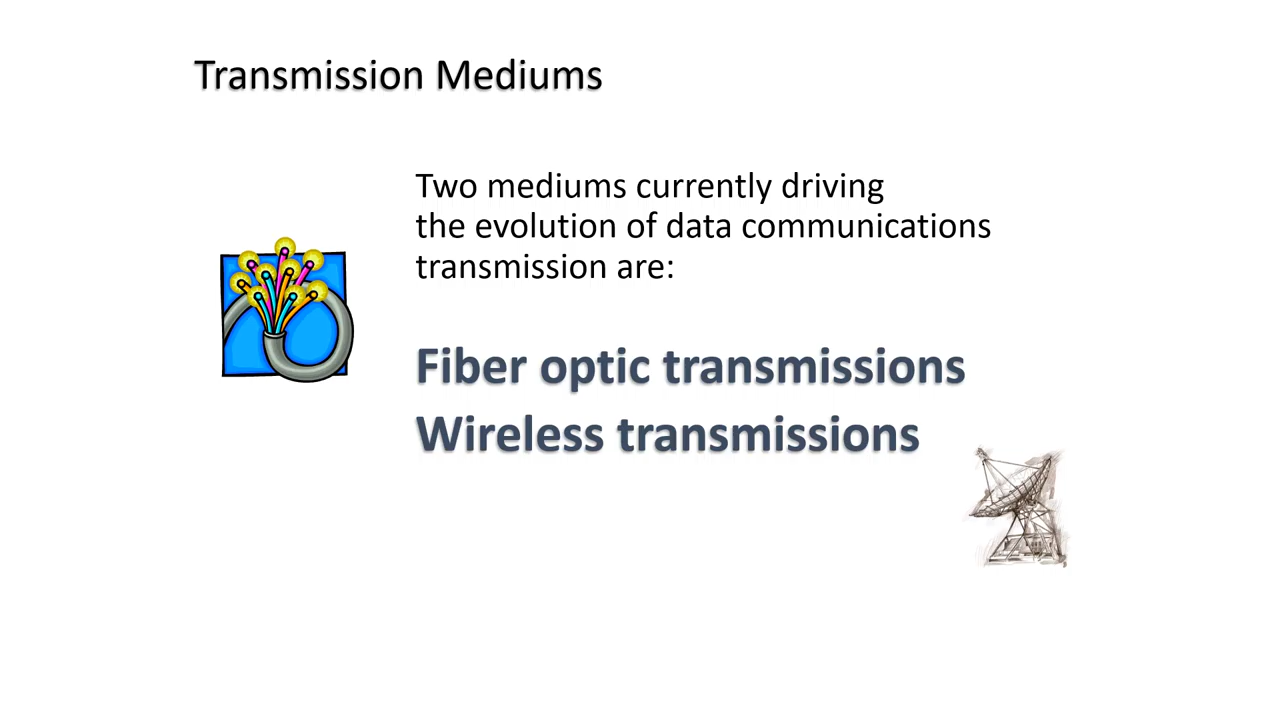 Transmission Mediums
Two mediums currently driving
the evolution of data communications
transmission are:
Fiber optic transmissions
Wireless transmissions